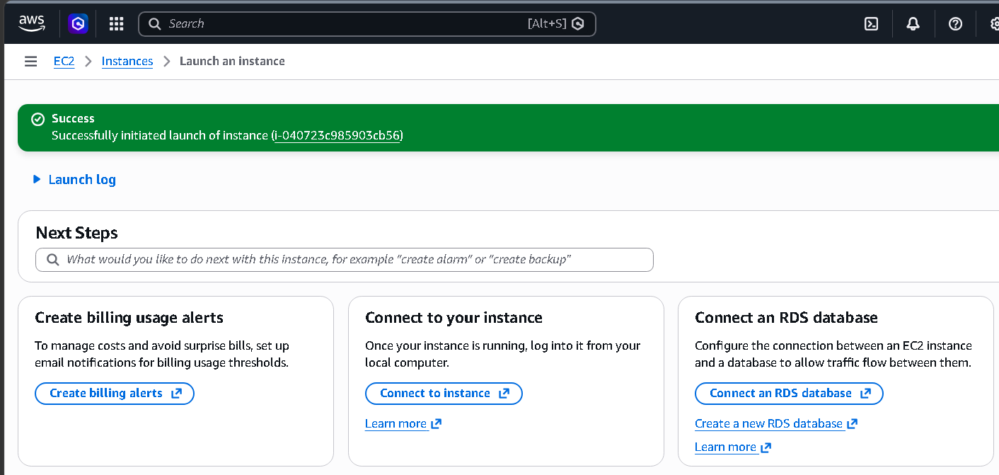 aws
Search [Alt+S]
EC2 Instances Launch an instance
Success
Successfully initiated launch of instance (i-040723c985903cb56)
Launch log
Next Steps
What would you like to do next with this instance, for example "create alarm" or "create backup"
Create billing usage alerts
To manage costs and avoid surprise bills, set up
email notifications for billing usage thresholds.
Create billing alerts
Connect to your instance
Once your instance is running, log into it from your
local computer.
Connect to instance
Learn more
Connect an RDS database
Configure the connection between an EC2 instance
and a database to allow traffic flow between them.
Connect an RDS database
Create a new RDS database
Learn more